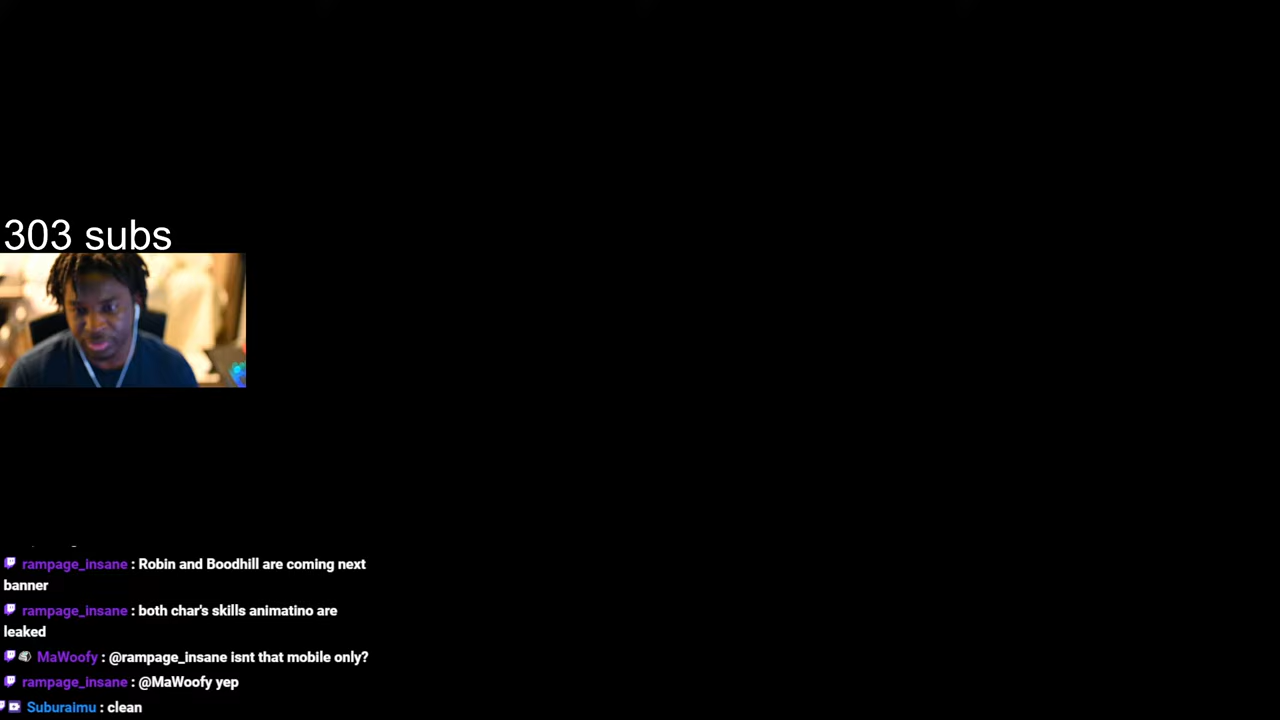 303 subs
rampage_insane : Robin and Boodhill are coming next
banner
rampage_insane : both char's skills animatino are
leaked
MaWoofy : @rampage_insane isnt that mobile only?
rampage_insane : @MaWoofy yep
Suburaimu : clean